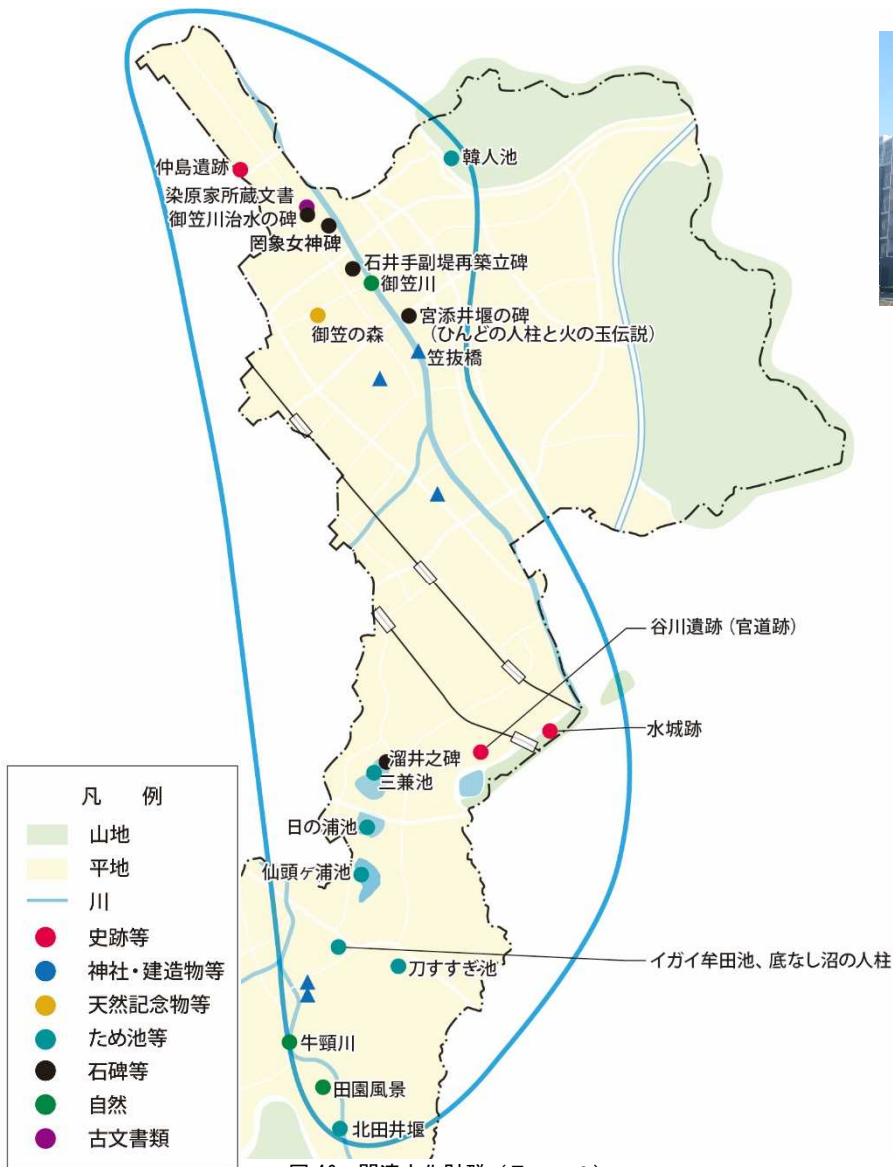 仲島遺跡
韓人池
染原家所蔵文書
御笠川治水の碑
罔象女神碑
石井手副堤再築立碑
御笠川
宮添井堰の碑
(ひんどの人柱と火の玉伝説)
御笠の森
笠抜橋
谷川遺跡（官道跡）
水城跡
溜井之碑
三兼池
日の浦池
仙頭ヶ浦池
イガイ牟田池、底なし沼の人柱
刀すすぎ池
牛頸川
田園風景
北田井堰
凡 例
山地
平地
川
史跡等
神社・建造物等
天然記念物等
ため池等
石碑等
自然
古文書類